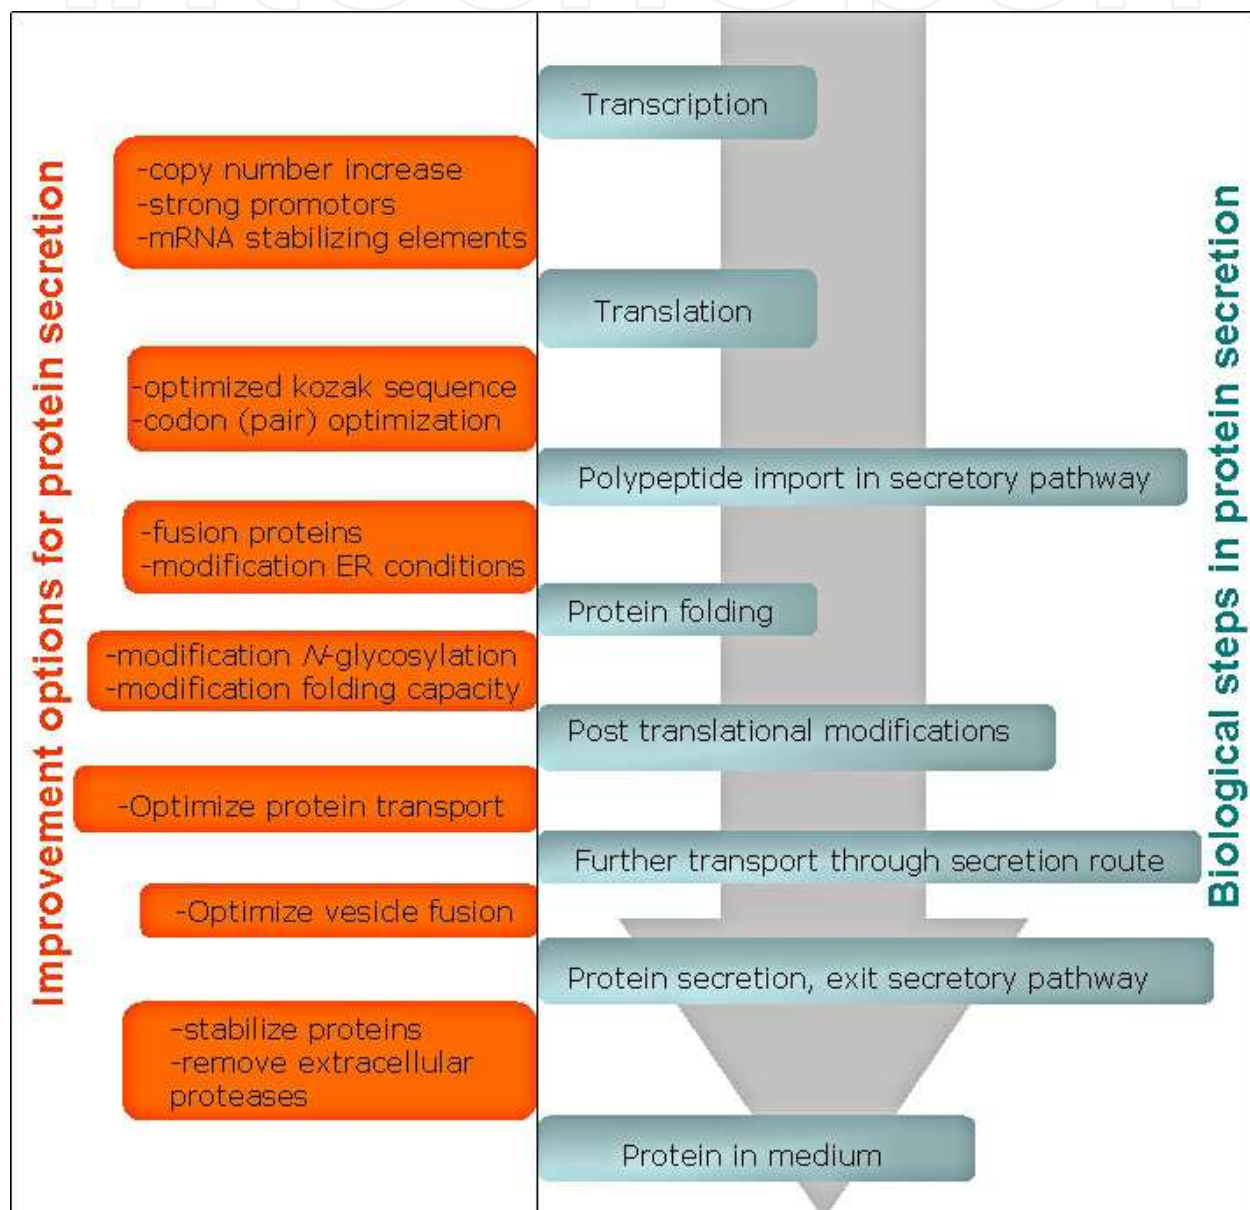 Improvement options for protein secretion
Transcription
-copy number increase
-strong promotors
-mRNA stabilizing elements
Translation
-optimized kozak sequence
-codon (pair) optimization
Polypeptide import in secretory pathway
-fusion proteins
-modification ER conditions
Protein folding
-modification N-glycosylation
-modification folding capacity
Post translational modifications
-Optimize protein transport
Further transport through secretion route
-Optimize vesicle fusion
Protein secretion, exit secretory pathway
-stabilize proteins
-remove extracellular
proteases
Protein in medium
Biological steps in protein secretion